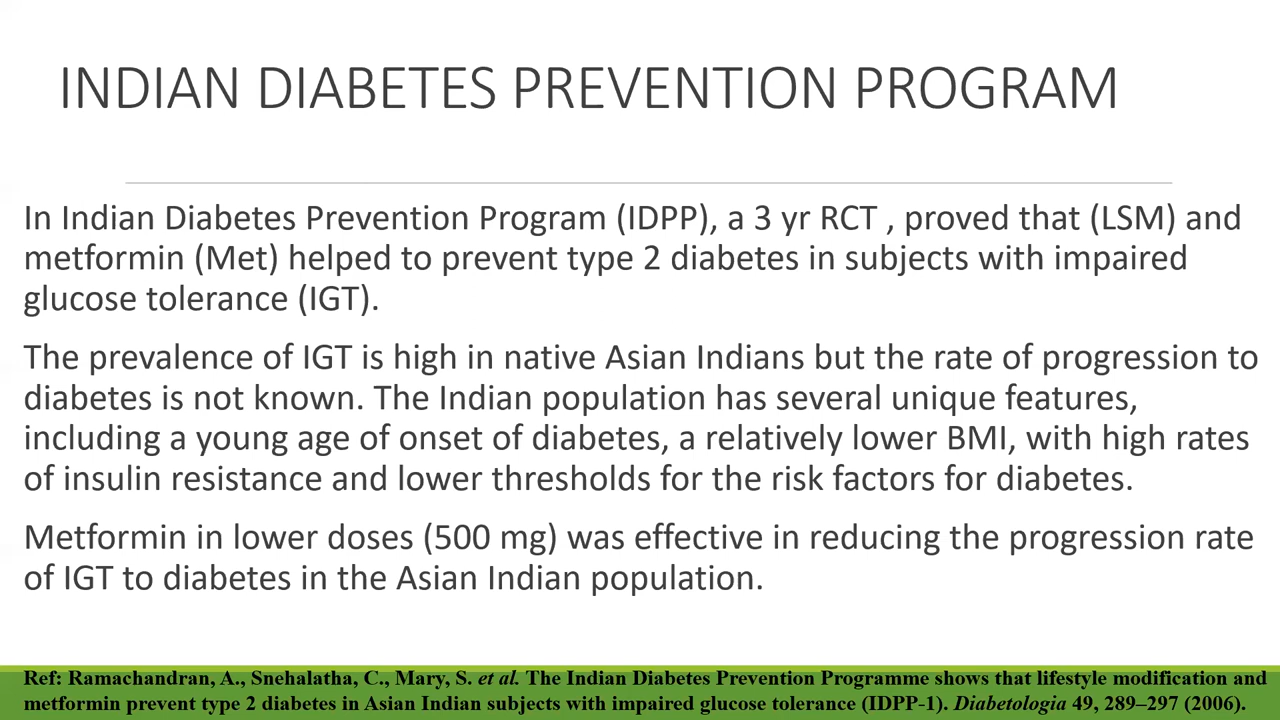 INDIAN DIABETES PREVENTION PROGRAM
In Indian Diabetes Prevention Program (IDPP), a 3 yr RCT , proved that (LSM) and
metformin (Met) helped to prevent type 2 diabetes in subjects with impaired
glucose tolerance (IGT).
The prevalence of IGT is high in native Asian Indians but the rate of progression to
diabetes is not known. The Indian population has several unique features,
including a young age of onset of diabetes, a relatively lower BMI, with high rates
of insulin resistance and lower thresholds for the risk factors for diabetes.
Metformin in lower doses (500 mg) was effective in reducing the progression rate
of IGT to diabetes in the Asian Indian population.
Ref: Ramachandran, A., Snehalatha, C., Mary, S. et al. The Indian Diabetes Prevention Programme shows that lifestyle modification and
metformin prevent type 2 diabetes in Asian Indian subjects with impaired glucose tolerance (IDPP-1). Diabetologia 49, 289–297 (2006).